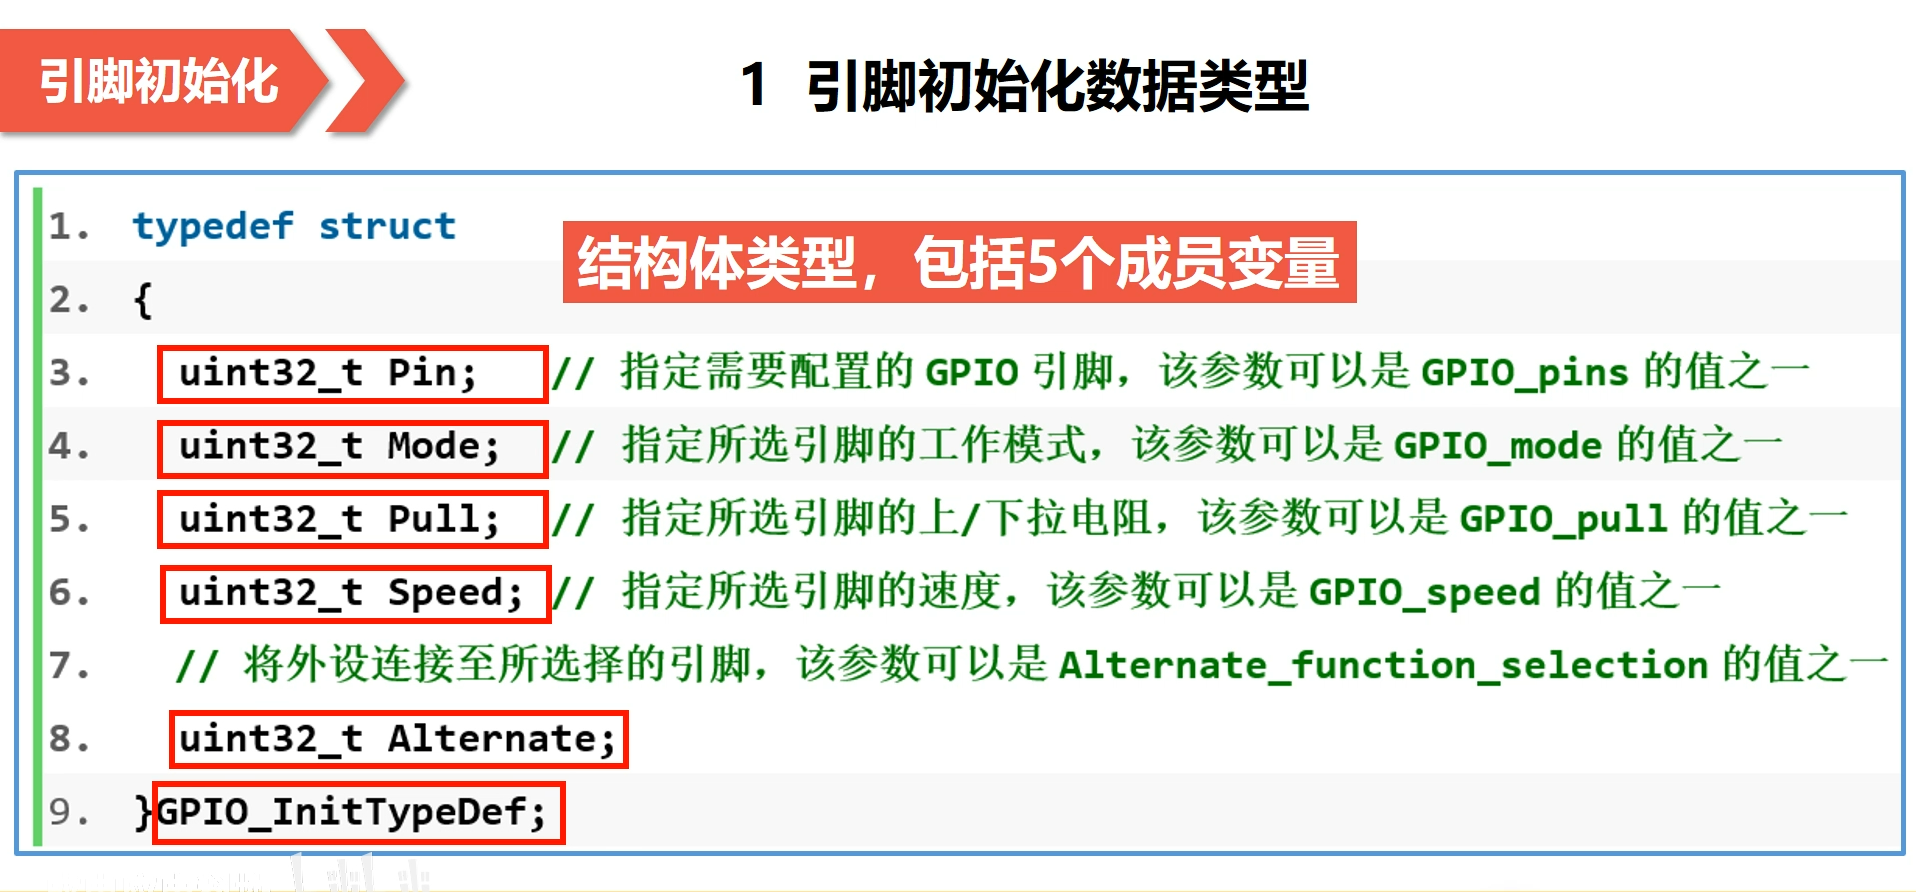 引脚初始化
1 引脚初始化数据类型
1. typedef struct
结构体类型，包括5个成员变量
2. {
3. uint32_t Pin; // 指定需要配置的 GPIO 引脚，该参数可以是 GPIO_pins 的值之一
4. uint32_t Mode; // 指定所选引脚的工作模式，该参数可以是 GPIO_mode 的值之一
5. uint32_t Pull; // 指定所选引脚的上/下拉电阻，该参数可以是 GPIO_pull 的值之一
6. uint32_t Speed; // 指定所选引脚的速度，该参数可以是 GPIO_speed 的值之一
7. // 将外设连接至所选择的引脚，该参数可以是 Alternate_function_selection 的值之一
8. uint32_t Alternate;
9. }GPIO_InitTypeDef;